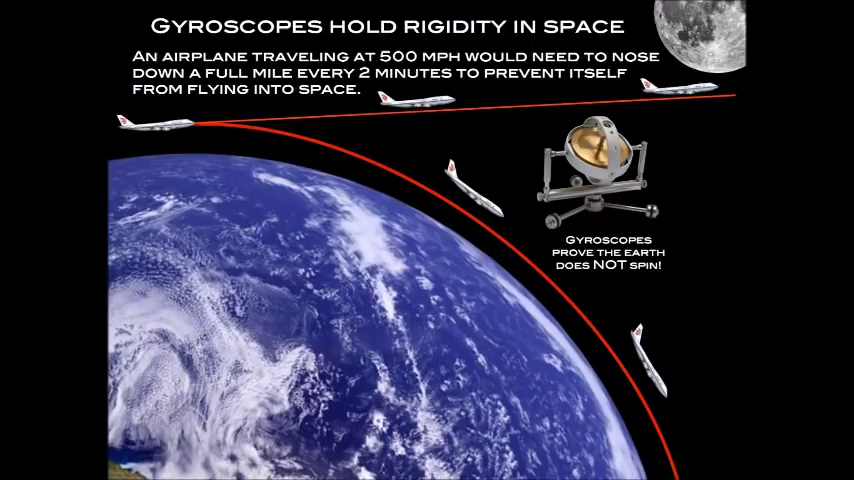 Gyroscopes hold rigidity in space
An airplane traveling at 500 mph would need to nose
down a full mile every 2 minutes to prevent itself
from flying into space.
Gyroscopes
prove the earth
does NOT spin!